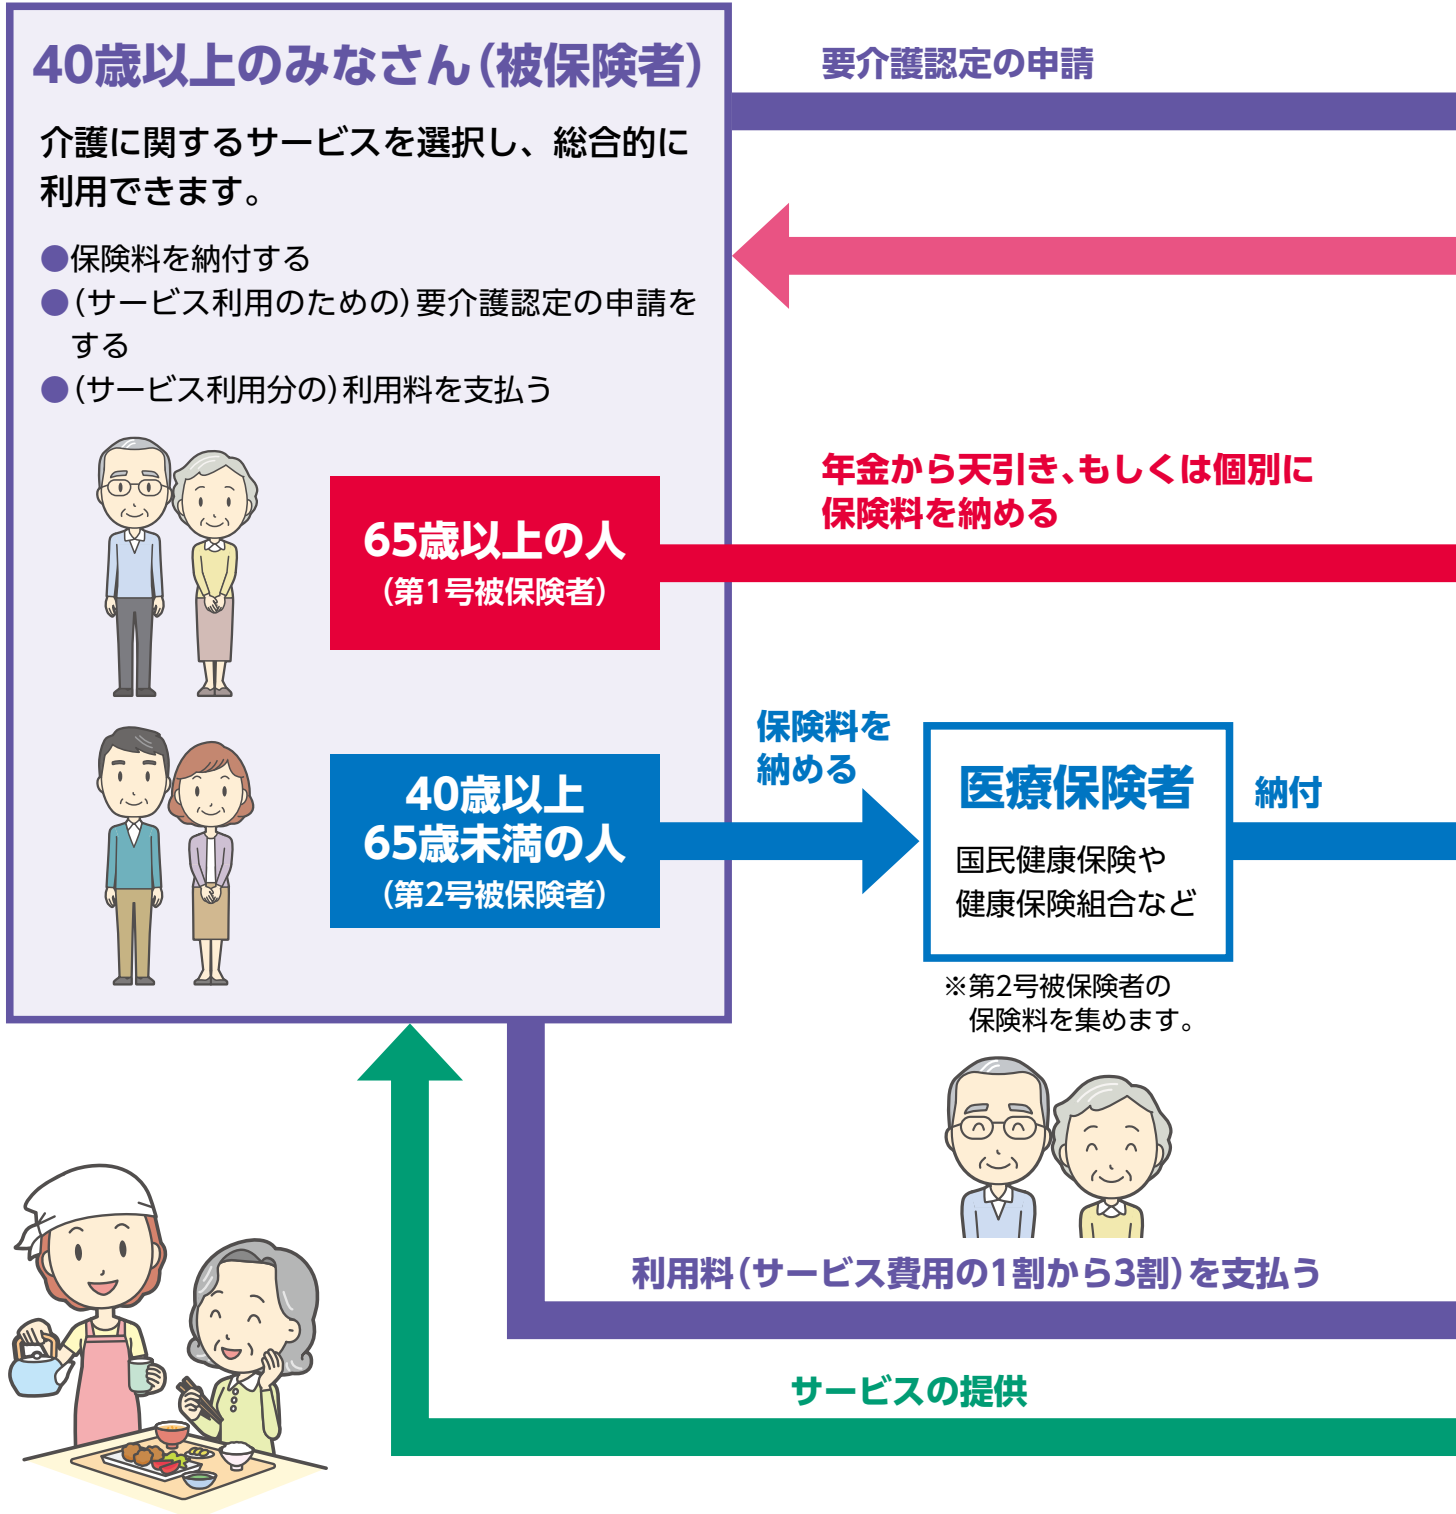 40歳以上のみなさん(被保険者)
介護に関するサービスを選択し、総合的に
利用できます。
●保険料を納付する
●(サービス利用のための)要介護認定の申請を
する
●(サービス利用分の)利用料を支払う
65歳以上の人
(第1号被保険者)
40歳以上
65歳未満の人
(第2号被保険者)
要介護認定の申請
年金から天引き、もしくは個別に
保険料を納める
保険料を
納める
医療保険者
国民健康保険や
健康保険組合など
納付
※第2号被保険者の
保険料を集めます。
利用料(サービス費用の1割から3割)を支払う
サービスの提供